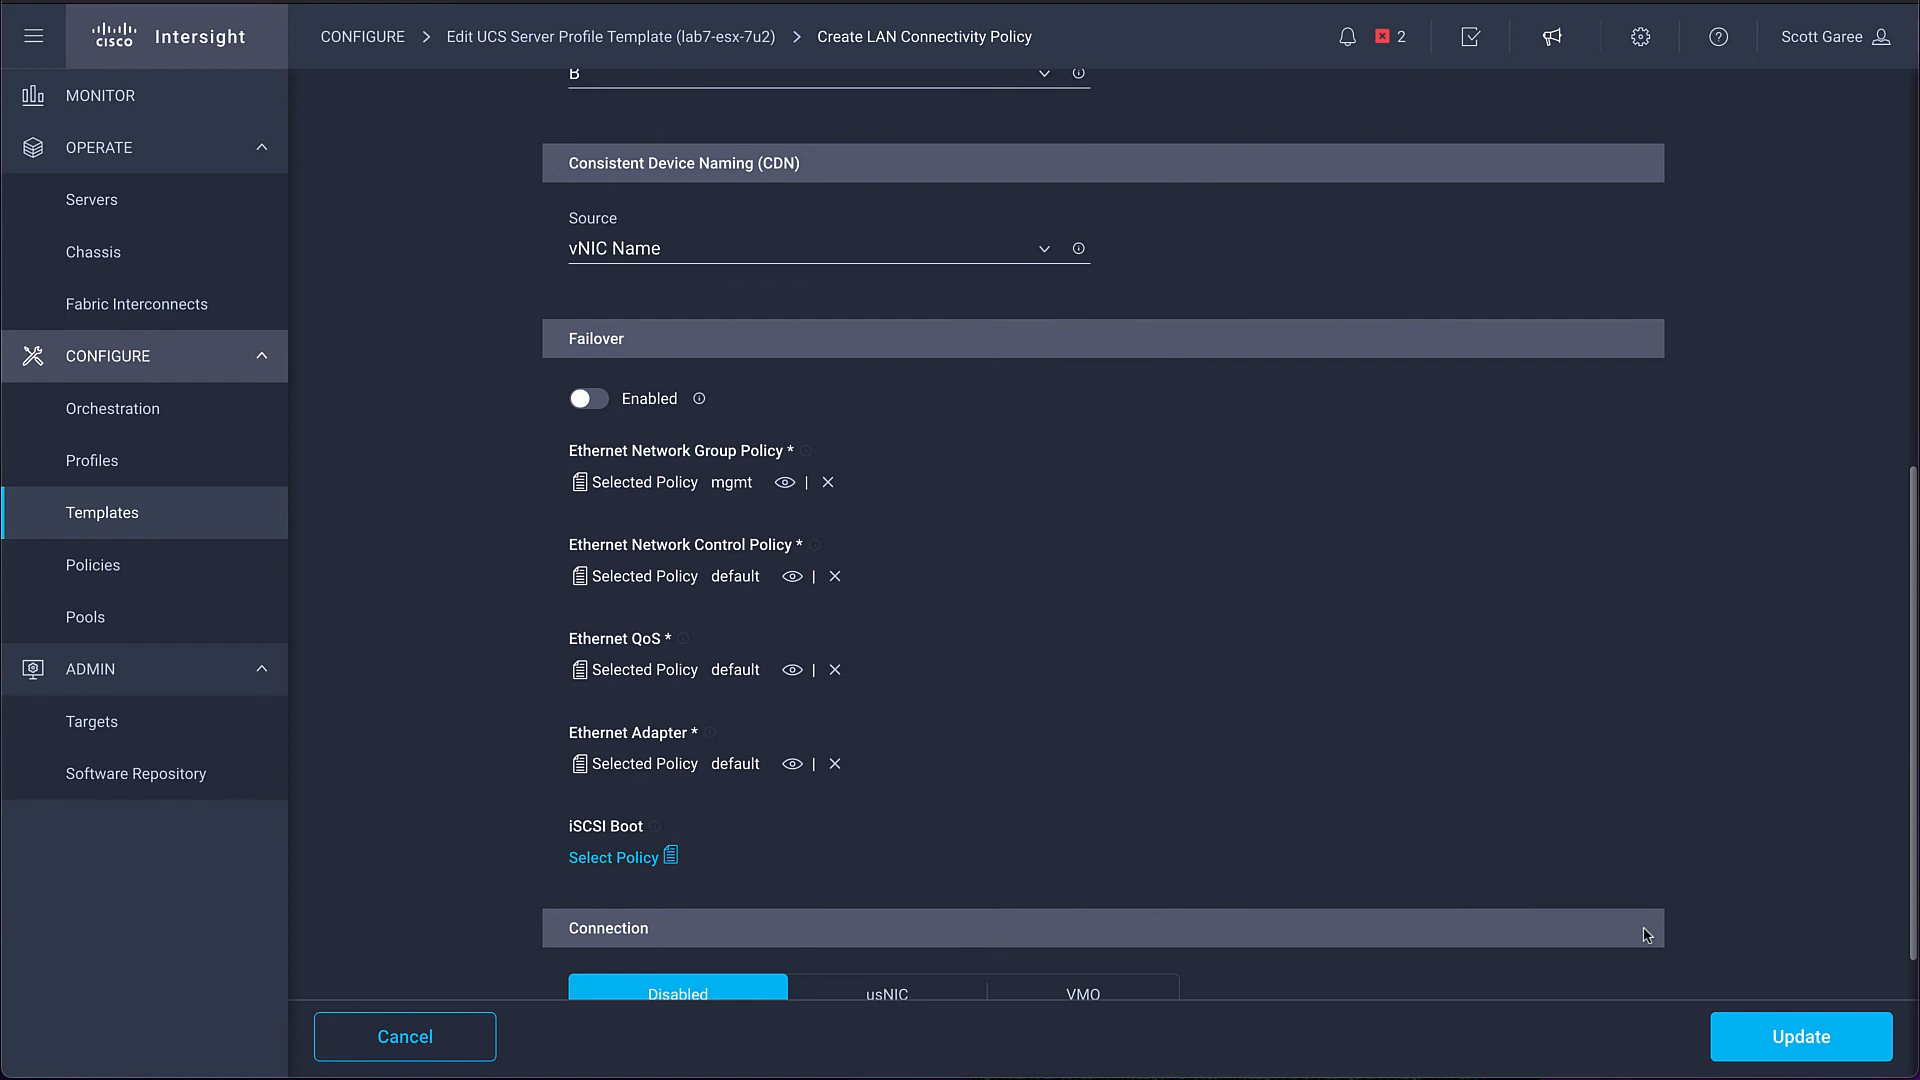 CISCO Intersight
CONFIGURE > Edit UCS Server Profile Template (lab7-esx-7u2) > Create LAN Connectivity Policy
2
Scott Garee
MONITOR
OPERATE
Servers
Chassis
Fabric Interconnects
CONFIGURE
Orchestration
Profiles
Templates
Policies
Pools
ADMIN
Targets
Software Repository
B
Consistent Device Naming (CDN)
Source
vNIC Name
Failover
Enabled
Ethernet Network Group Policy *
Selected Policy mgmt |
Ethernet Network Control Policy *
Selected Policy default |
Ethernet QoS *
Selected Policy default |
Ethernet Adapter *
Selected Policy default |
iSCSI Boot
Select Policy
Connection
Disabled usNIC VMQ
Cancel
Update